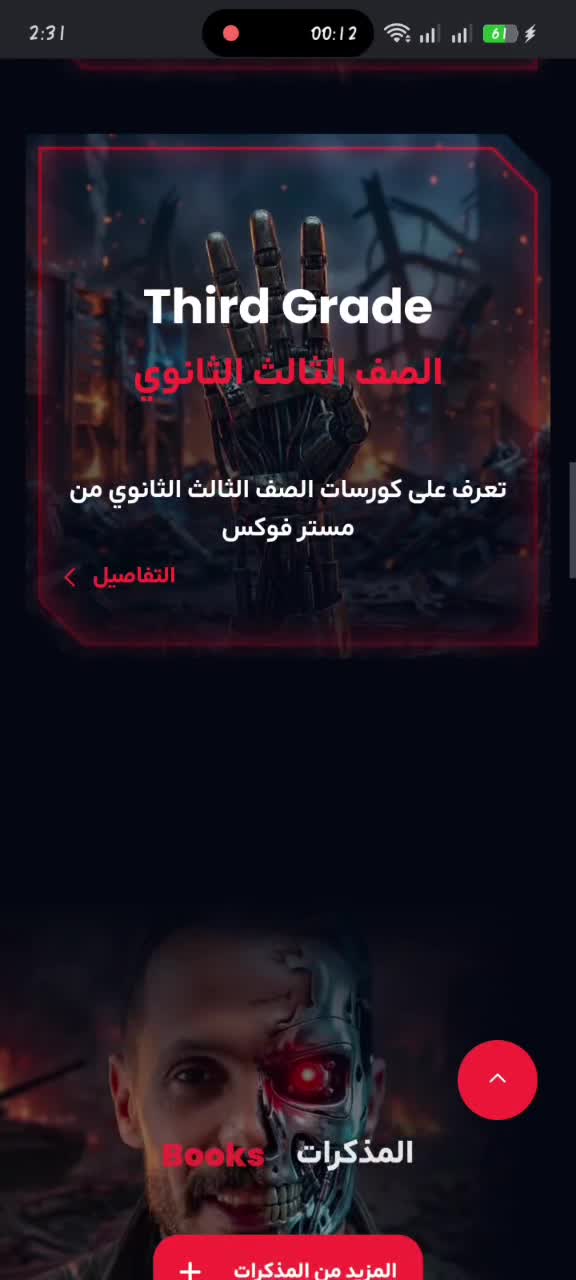 2:31
00:12
61
Third Grade
الصف الثالث الثانوي
تعرف على كورسات الصف الثالث الثانوي من
مستر فوكس
التفاصيل
المذكرات Books
المزيد من المذكرات +